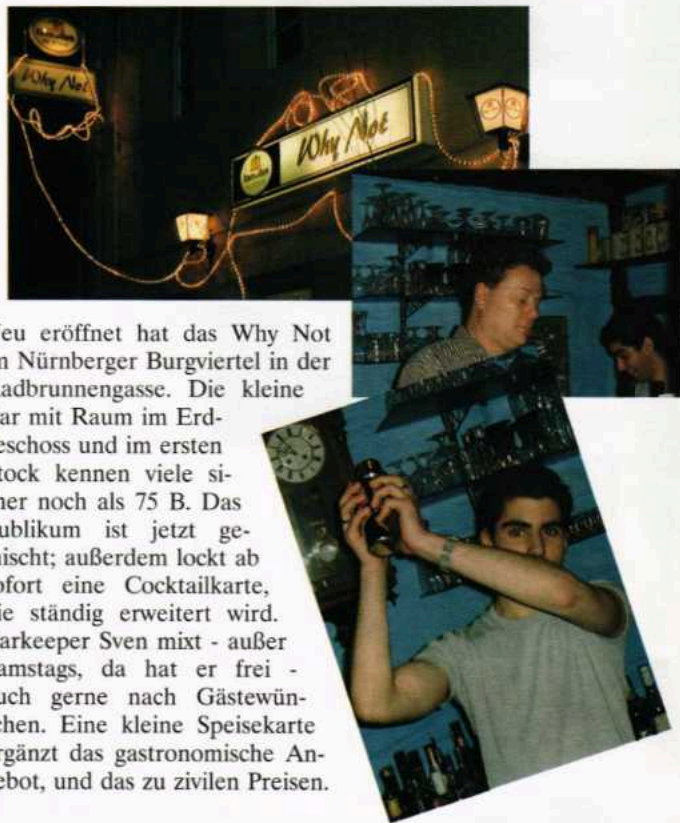 Why Not
Why Not
eu eröffnet hat das Why Not
n Nürnberger Burgviertel in der
adbrunnengasse. Die kleine
ar mit Raum im Erd-
eschoss und im ersten
tock kennen viele si-
her noch als 75 B. Das
ublikum ist jetzt ge-
nischt; außerdem lockt ab
ofort eine Cocktailkarte,
ie ständig erweitert wird.
arkeeper Sven mixt - außer
amstags, da hat er frei -
uch gerne nach Gästewün-
chen. Eine kleine Speisekarte
rgänzt das gastronomische An-
ebot, und das zu zivilen Preisen.